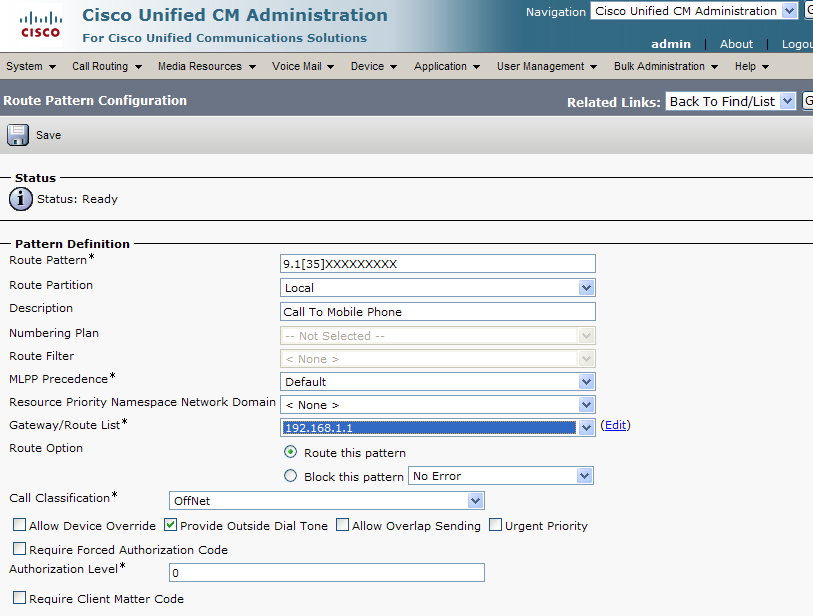 Cisco Unified CM Administration
Navigation Cisco Unified CM Administration G
CISCO
For Cisco Unified Communications Solutions
admin | About | Logou
System Call Routing Media Resources Voice Mail Device Application User Management Bulk Administration Help
Route Pattern Configuration
Related Links: Back To Find/List G
Save
Status
Status: Ready
Pattern Definition
Route Pattern* 9.1[35]XXXXXXXXX
Route Partition Local
Description Call To Mobile Phone
Numbering Plan -- Not Selected --
Route Filter < None >
MLPP Precedence* Default
Resource Priority Namespace Network Domain < None >
Gateway/Route List* 192.168.1.1 (Edit)
Route Option Route this pattern
Block this pattern No Error
Call Classification* OffNet
Allow Device Override Provide Outside Dial Tone Allow Overlap Sending Urgent Priority
Require Forced Authorization Code
Authorization Level* 0
Require Client Matter Code